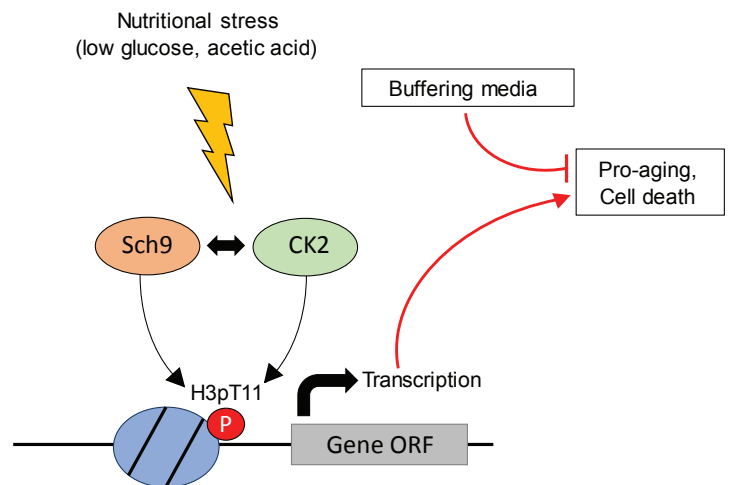 Nutritional stress
(low glucose, acetic acid)
Buffering media
Pro-aging,
Cell death
Sch9
CK2
H3pT11
P
Transcription
Gene ORF